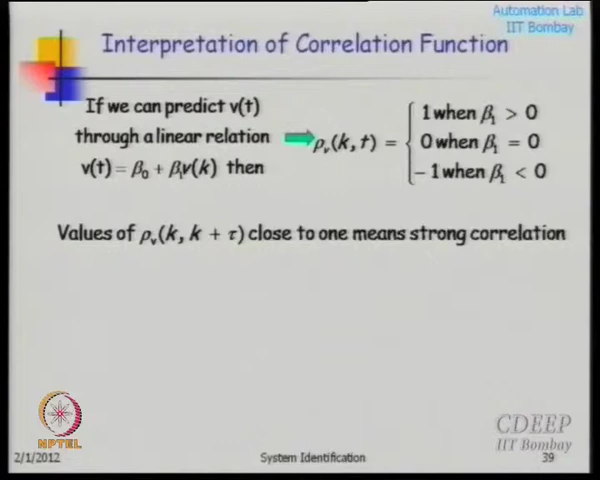 Automation Lab
IIT Bombay
Interpretation of Correlation Function
If we can predict v(t)
through a linear relation
v(t) = β₀ + β₁v(k) then
ρᵥ(k, t) = { 1 when β₁ > 0
0 when β₁ = 0
− 1 when β₁ < 0
Values of ρᵥ(k, k + τ) close to one means strong correlation
NPTEL
CDEEP
IIT Bombay
2/1/2012
System Identification
39